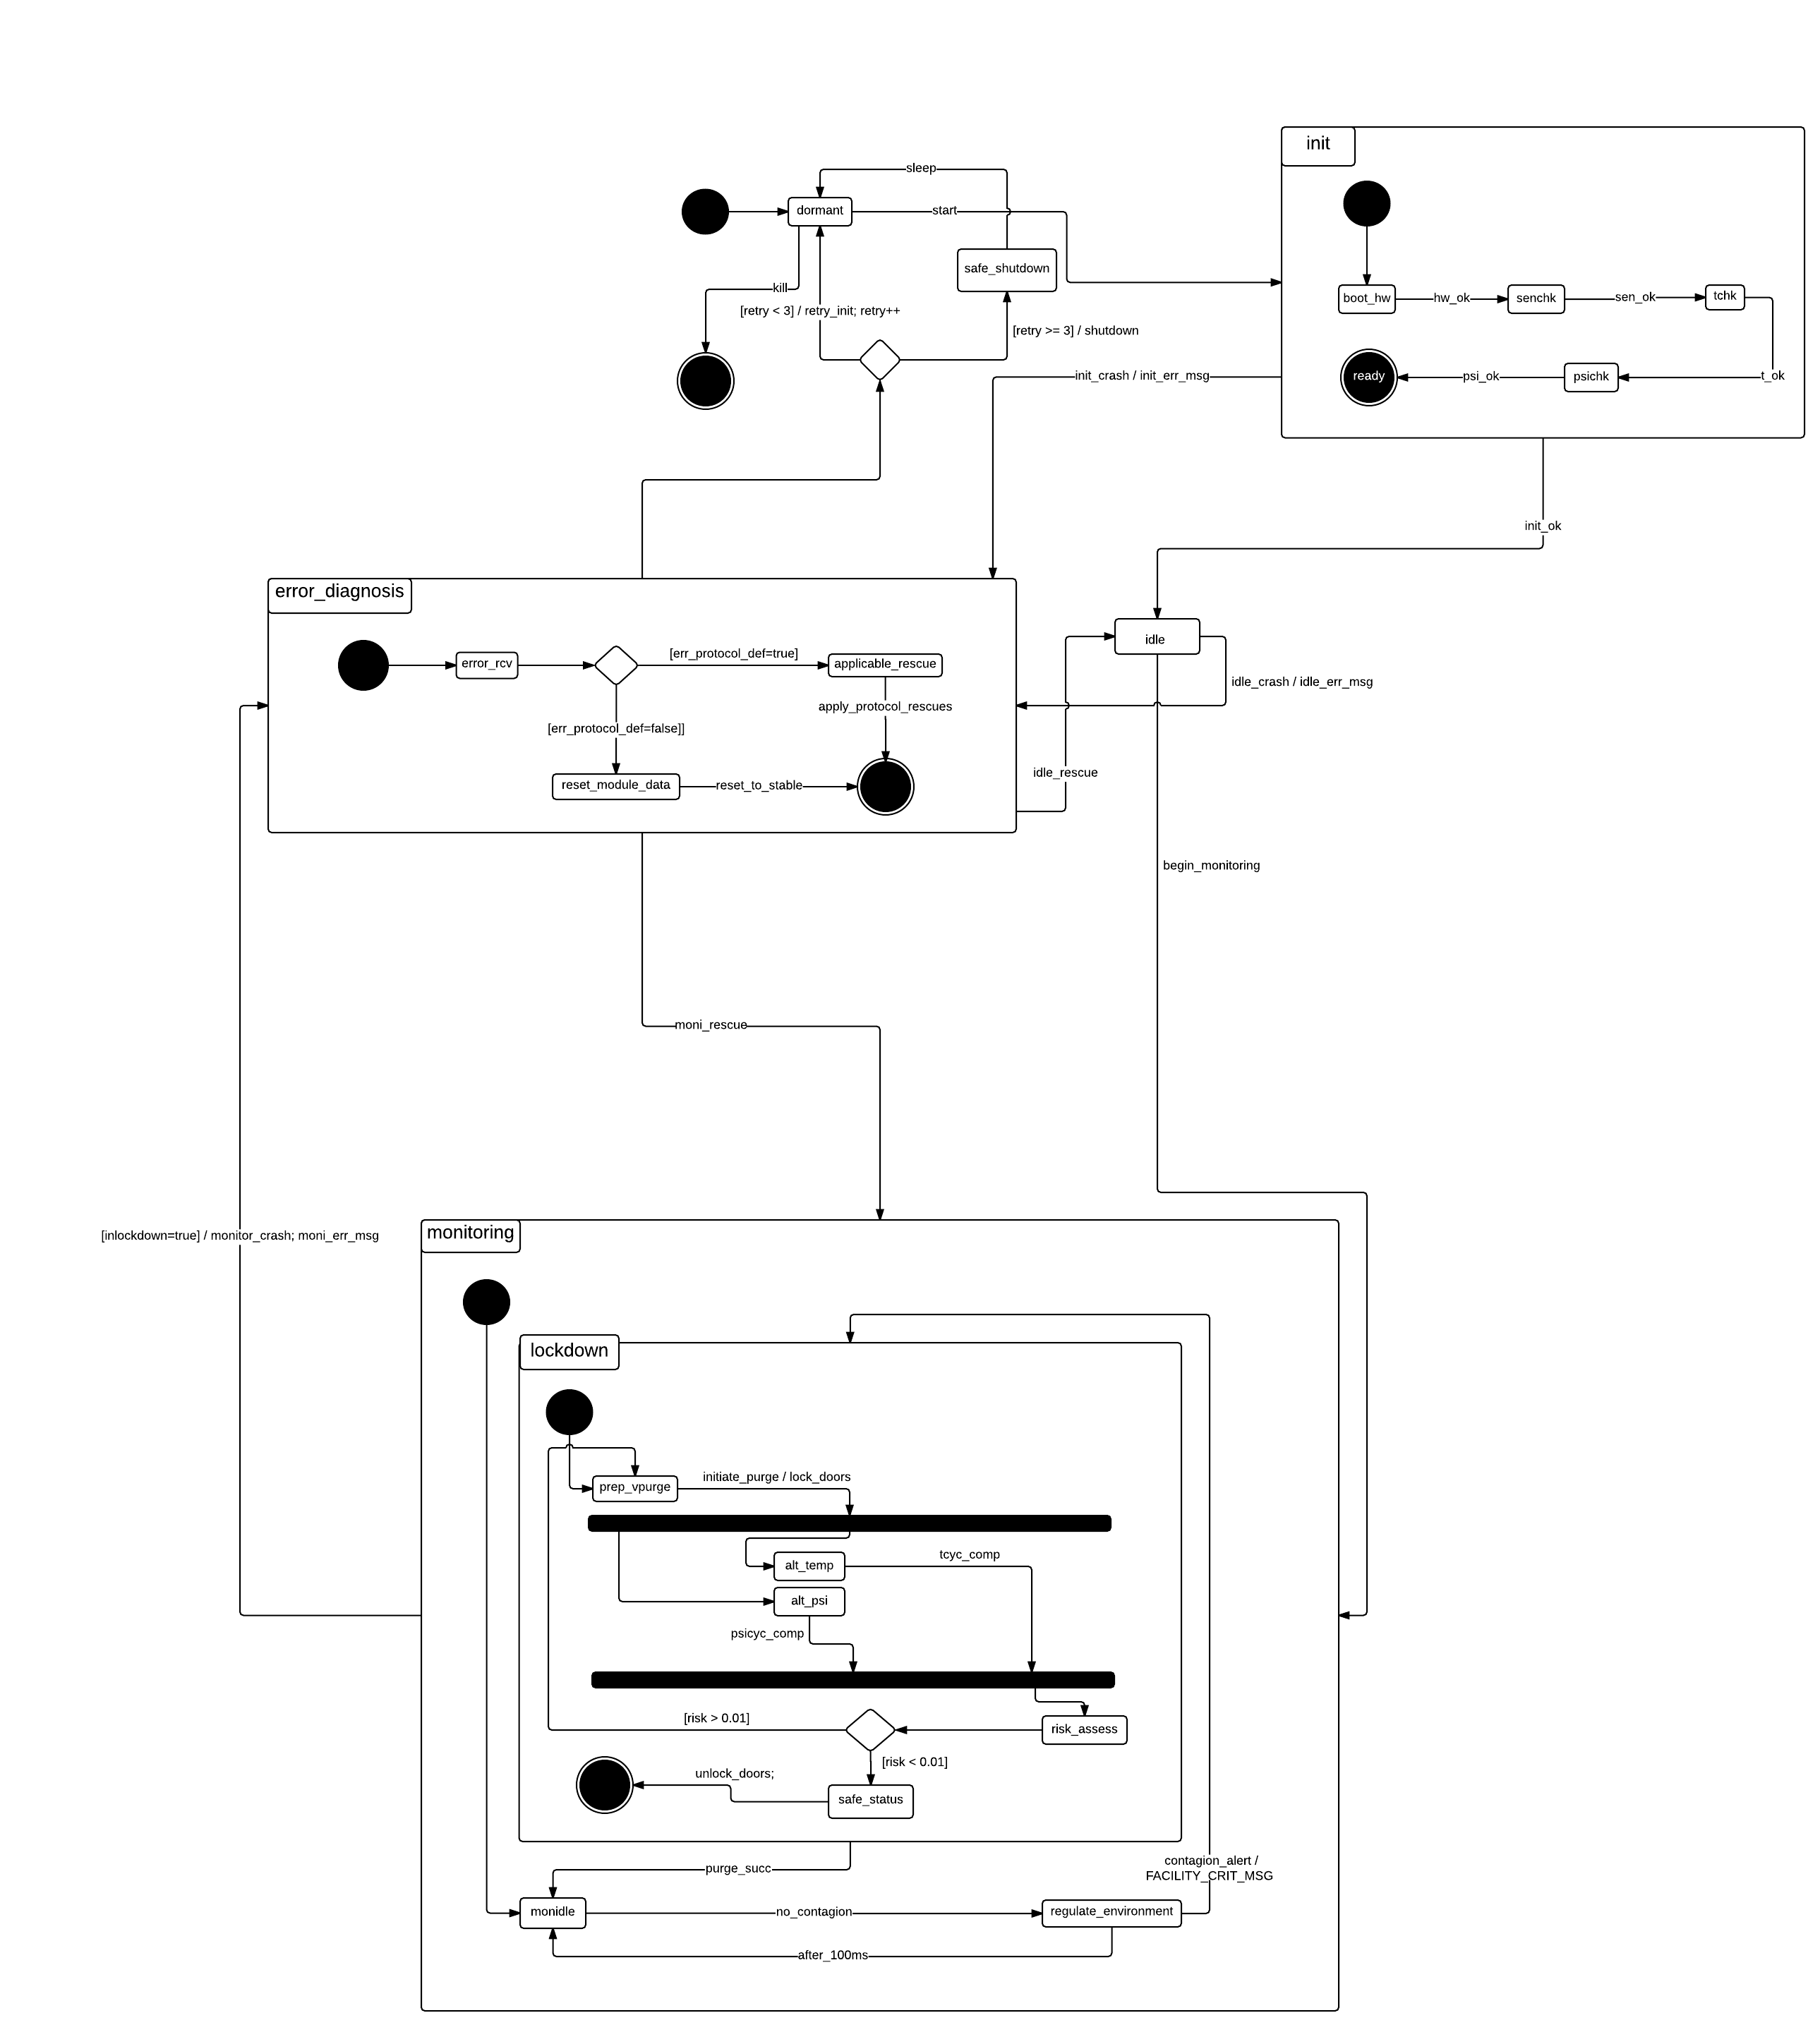 init
sleep
dormant
start
safe_shutdown
kill
[retry < 3] / retry_init; retry++
[retry >= 3] / shutdown
boot_hw
hw_ok
senchk
sen_ok
tchk
ready
psi_ok
psichk
t_ok
init_crash / init_err_msg
init_ok
error_diagnosis
error_rcv
[err_protocol_def=true]
applicable_rescue
apply_protocol_rescues
[err_protocol_def=false]]
reset_module_data
reset_to_stable
idle
idle_crash / idle_err_msg
idle_rescue
begin_monitoring
moni_rescue
[inlockdown=true] / monitor_crash; moni_err_msg
monitoring
lockdown
prep_vpurge
initiate_purge / lock_doors
alt_temp
tcyc_comp
alt_psi
psicyc_comp
[risk > 0.01]
risk_assess
[risk < 0.01]
unlock_doors;
safe_status
purge_succ
contagion_alert /
FACILITY_CRIT_MSG
monidle
no_contagion
regulate_environment
after_100ms